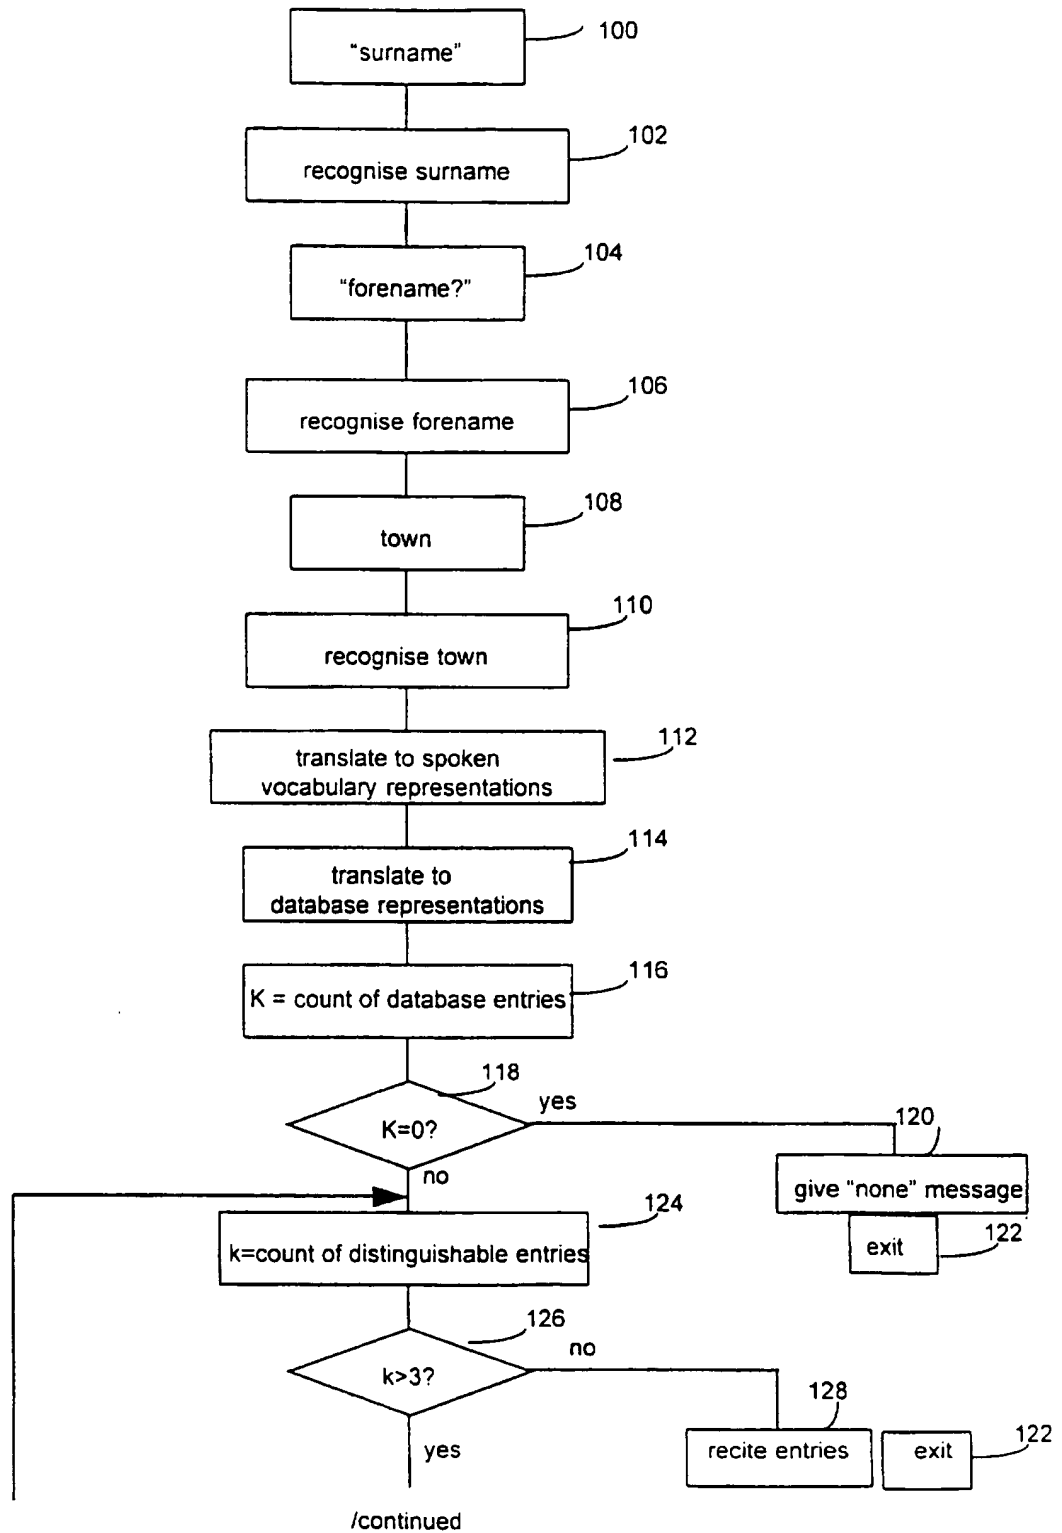 100
“surname”
102
recognise surname
104
“forename?”
106
recognise forename
108
town
110
recognise town
112
translate to spoken
vocabulary representations
114
translate to
database representations
116
K = count of database entries
118
K=0?
yes
120
no
give "none" message
124
122
exit
k=count of distinguishable entries
126
no
k>3?
128
yes
recite entries
exit
122
/continued